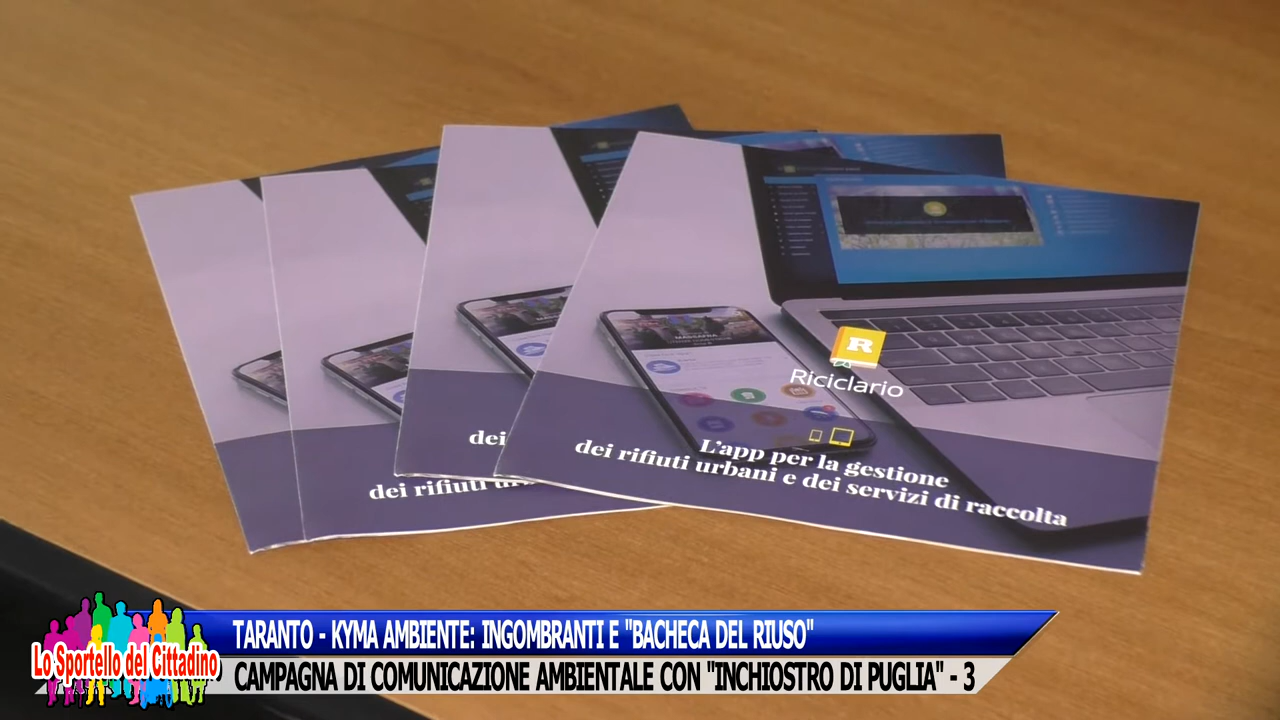 MASSAFRA
R
Riciclario
L'app per la gestione
dei rifiuti urbani e dei servizi di raccolta
dei
dei rifiuti
Lo Sportello del Cittadino
TARANTO - KYMA AMBIENTE: INGOMBRANTI E "BACHECA DEL RIUSO"
CAMPAGNA DI COMUNICAZIONE AMBIENTALE CON "INCHIOSTRO DI PUGLIA" - 3